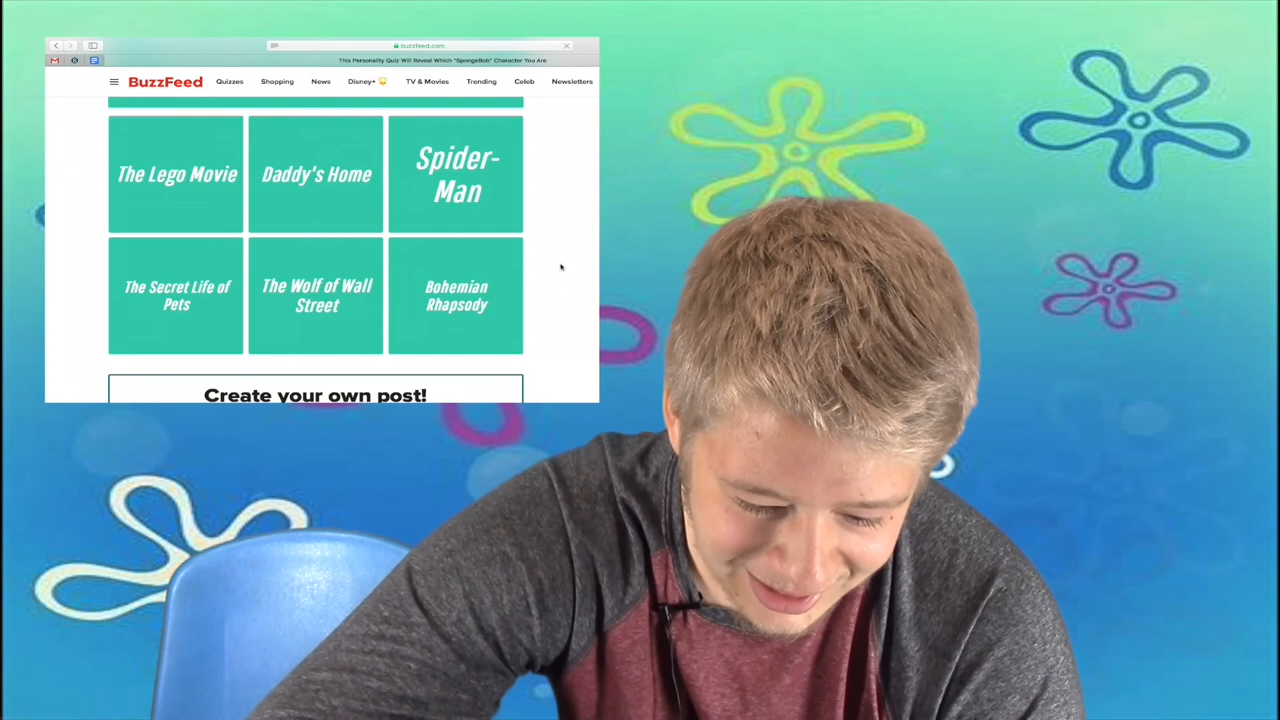 buzzfeed.com
This Personality Quiz Will Reveal Which "SpongeBob" Character You Are
BuzzFeed Quizzes Shopping News Disney+ TV & Movies Trending Celeb Newsletters
The Lego Movie
Daddy's Home
Spider-
Man
The Secret Life of
Pets
The Wolf of Wall
Street
Bohemian
Rhapsody
Create your own post!